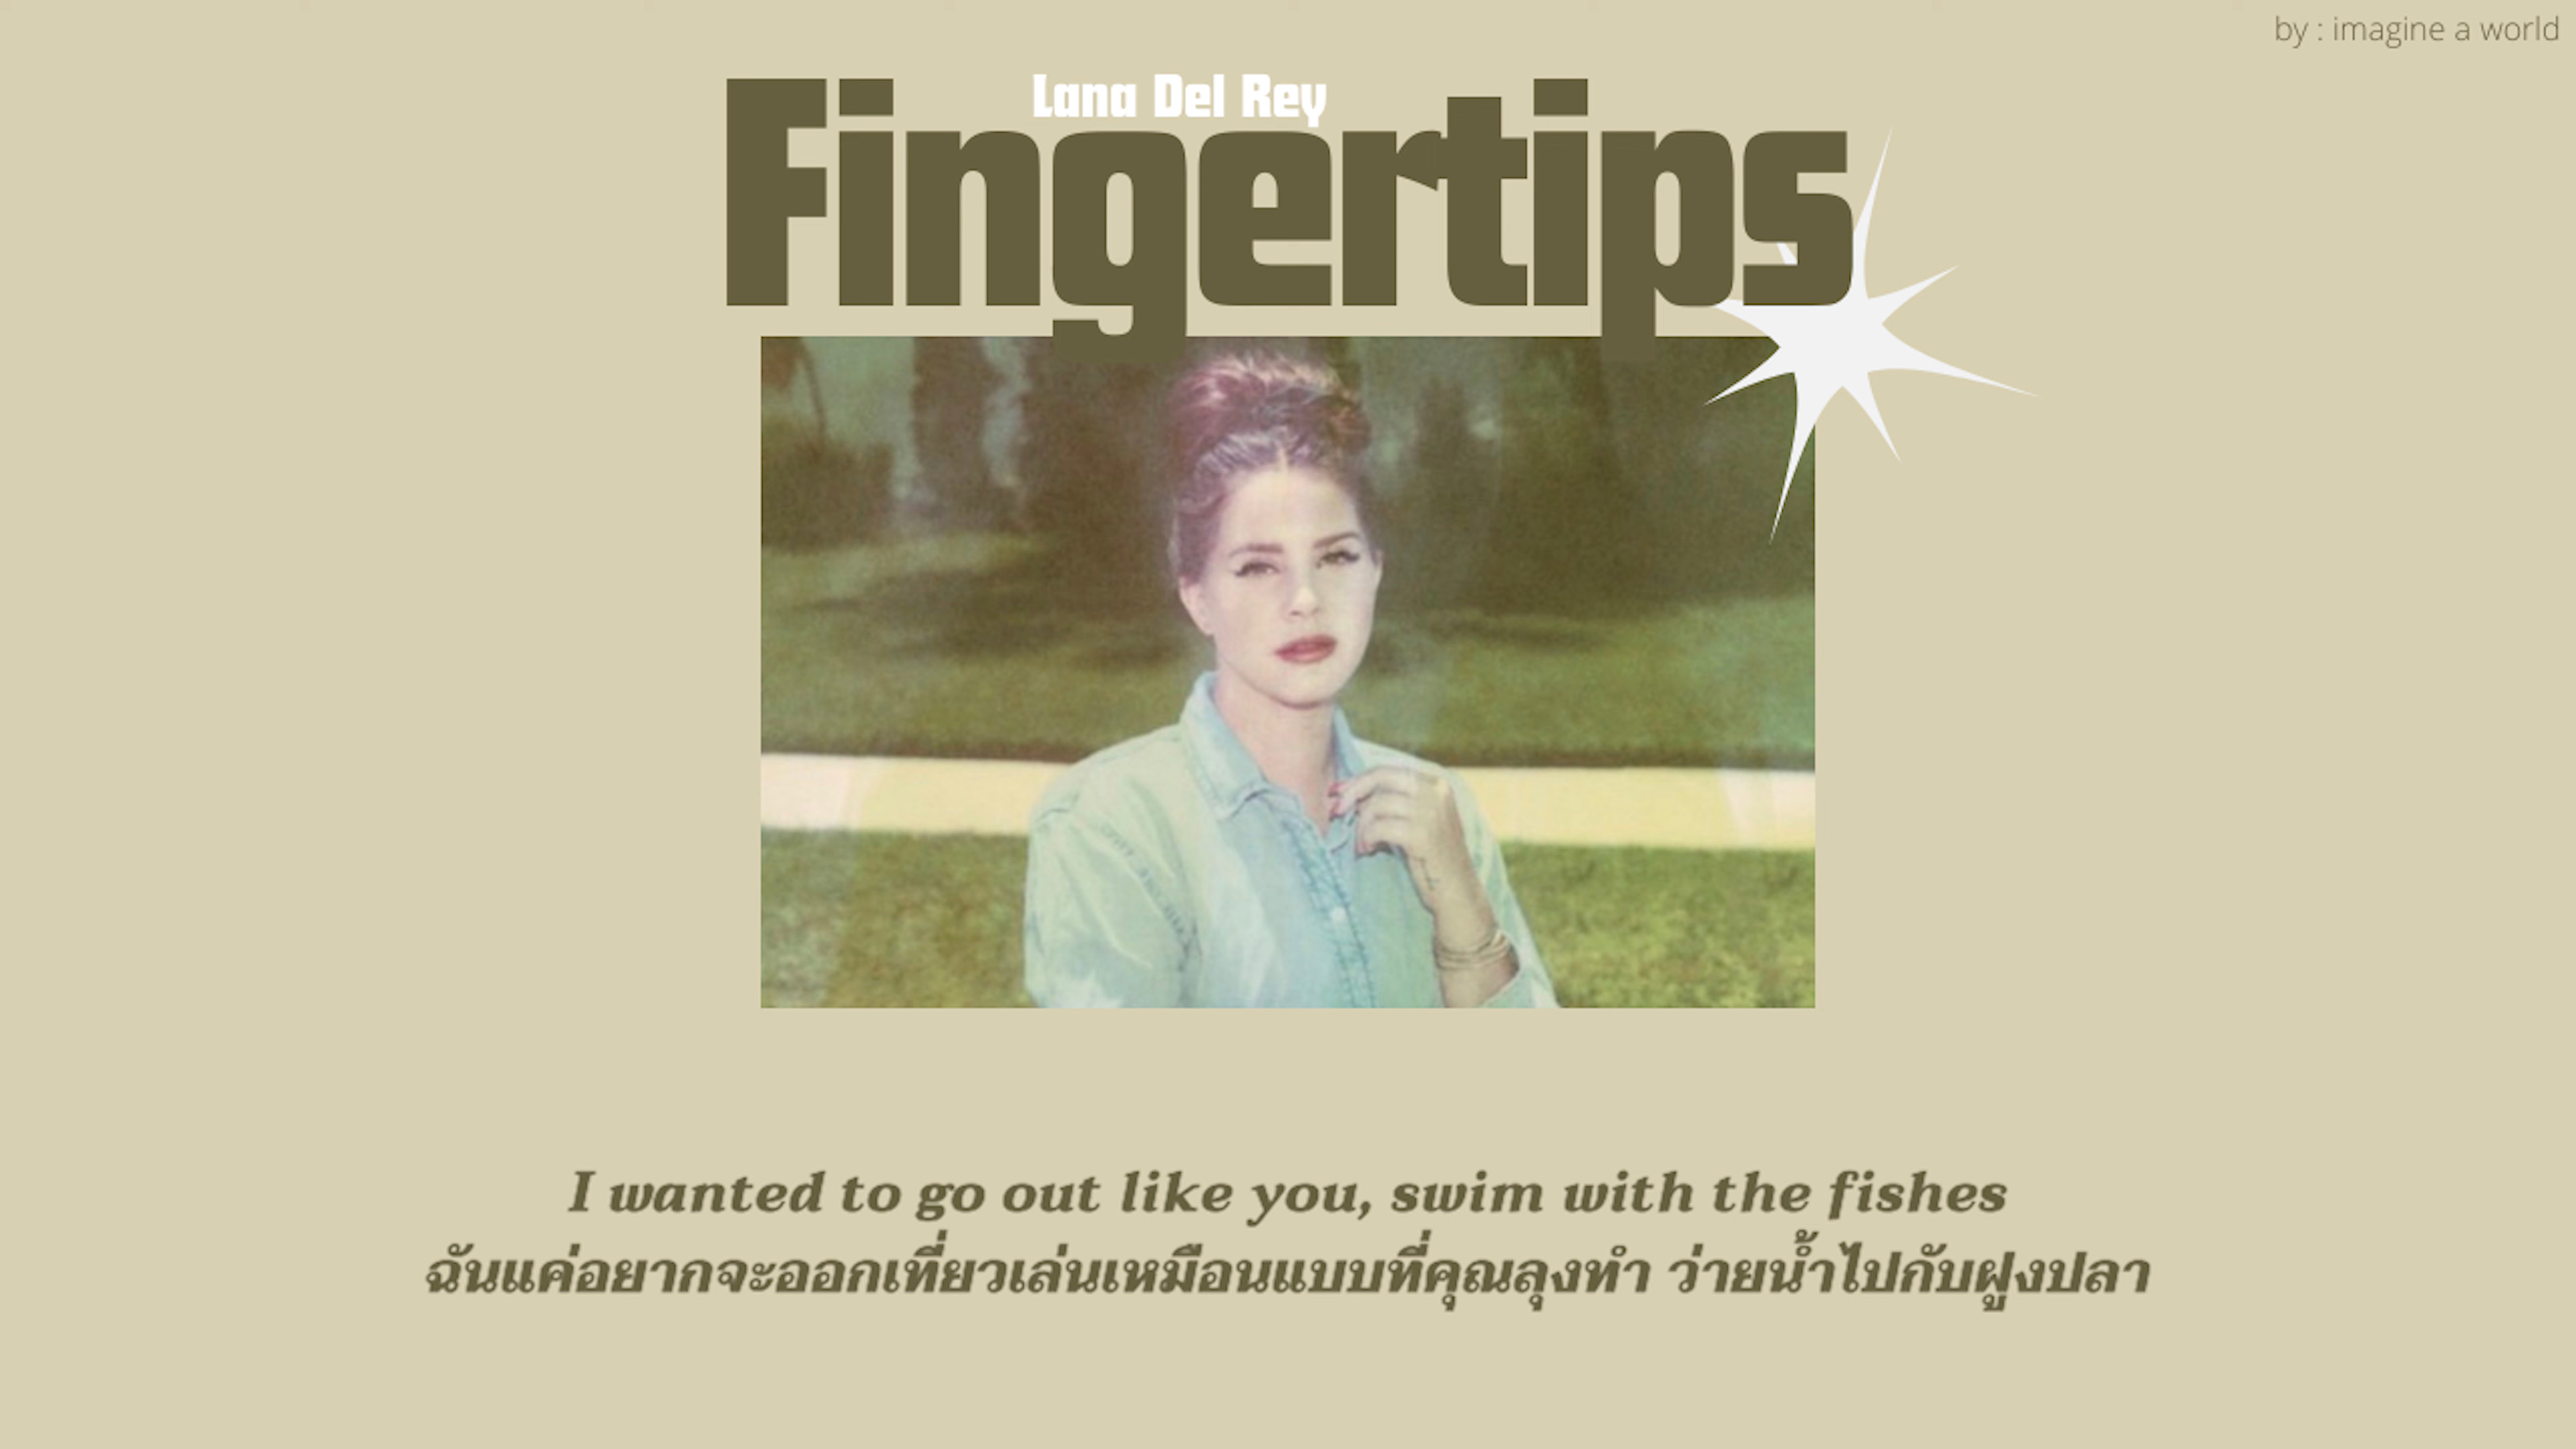 by : imagine a world
Lana Del Rey
Fingertips
I wanted to go out like you, swim with the fishes
ฉันแค่อยากจะออกเที่ยวเล่นเหมือนแบบที่คุณลุงทำ ว่ายน้ำไปกับฝูงปลา